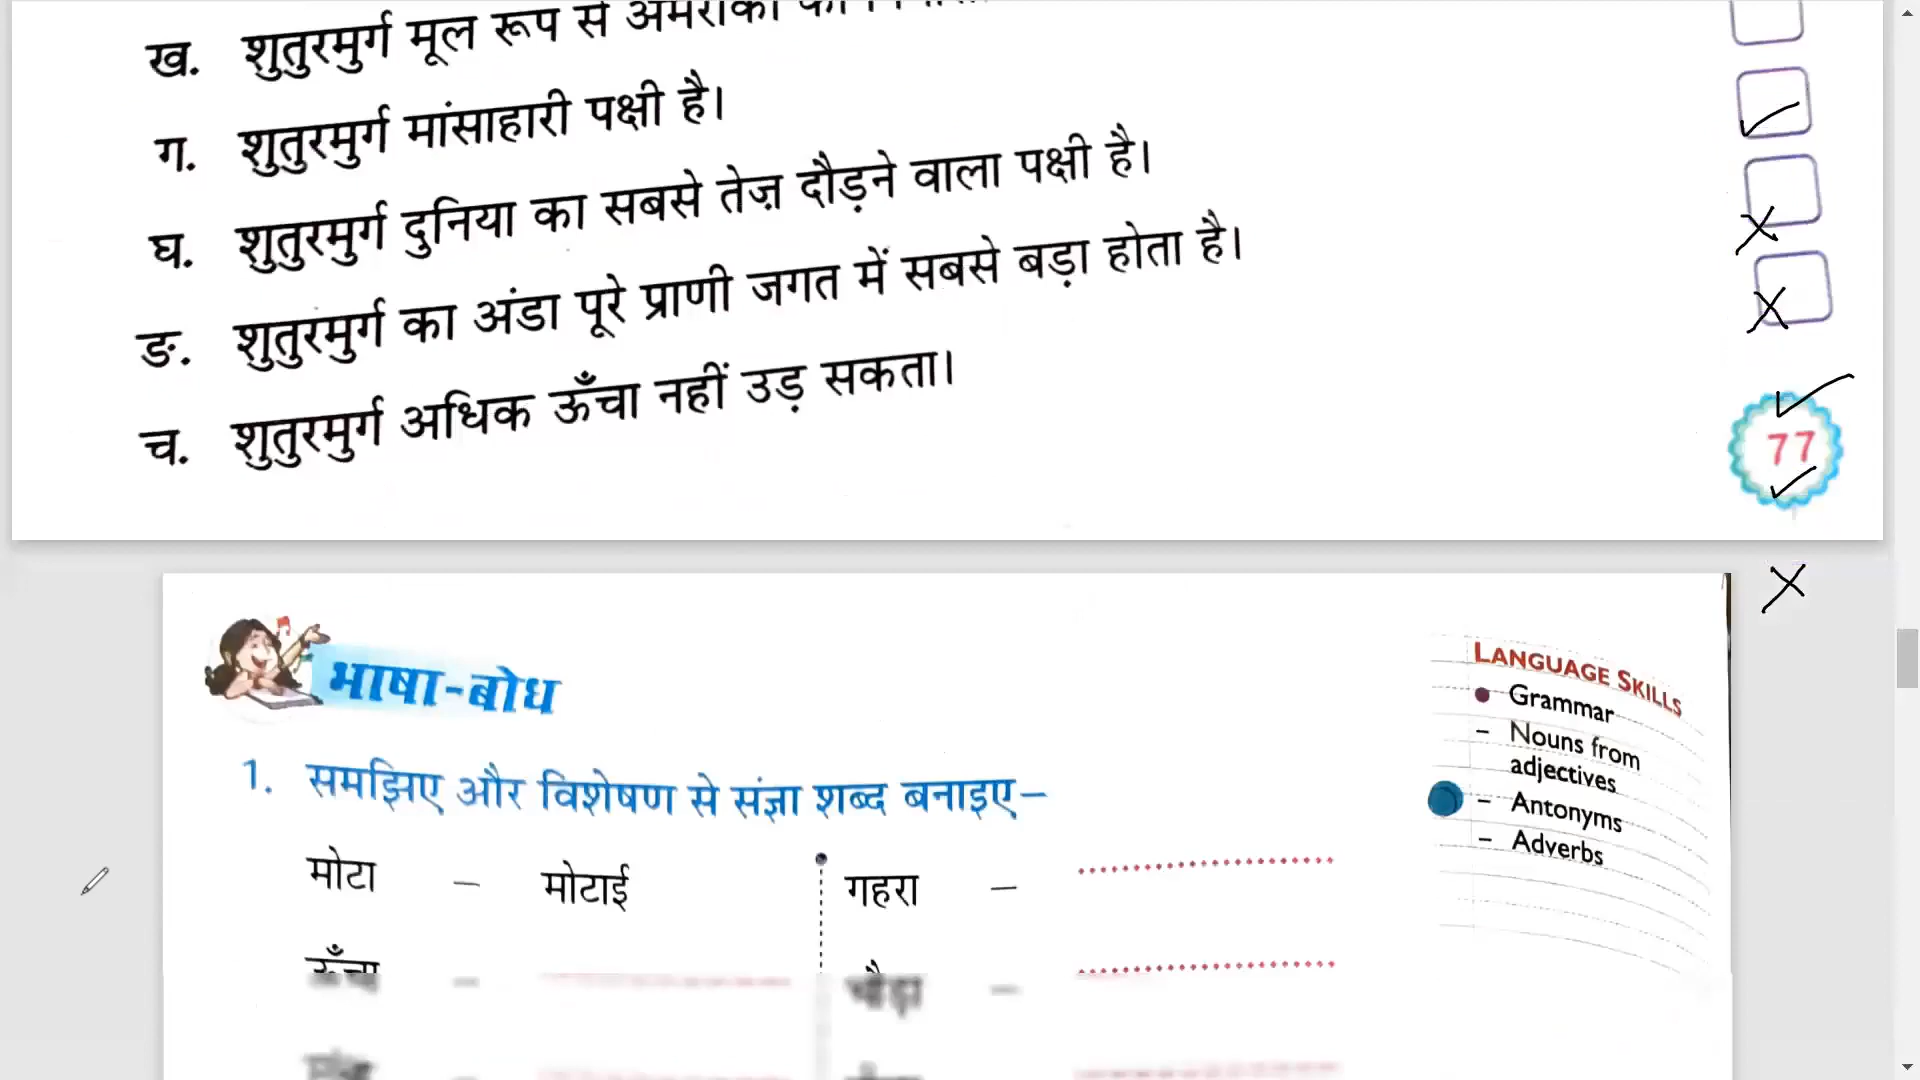 ख. शुतुरमुर्ग मूल रूप से
ग. शुतुरमुर्ग मांसाहारी पक्षी है।
घ. शुतुरमुर्ग दुनिया का सबसे तेज़ दौड़ने वाला पक्षी है।
ङ. शुतुरमुर्ग का अंडा पूरे प्राणी जगत में सबसे बड़ा होता है।
च. शुतुरमुर्ग अधिक ऊँचा नहीं उड़ सकता।
77
भाषा-बोध
LANGUAGE SKILLS
Grammar
– Nouns from
adjectives
– Antonyms
– Adverbs
1. समझिए और विशेषण से संज्ञा शब्द बनाइए–
मोटा – मोटाई गहरा –
ऊँचा – चौड़ा –